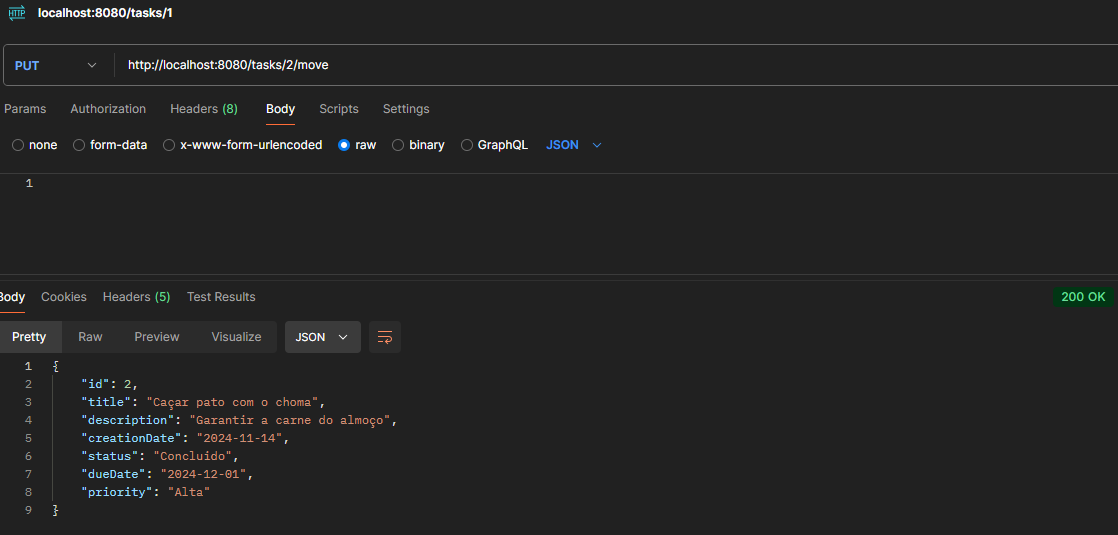 HTTP localhost:8080/tasks/1
PUT http://localhost:8080/tasks/2/move
Params Authorization Headers (8) Body Scripts Settings
none form-data x-www-form-urlencoded raw binary GraphQL JSON
1
Body Cookies Headers (5) Test Results 200 OK
Pretty Raw Preview Visualize JSON
1 {
2 "id": 2,
3 "title": "Caçar pato com o choma",
4 "description": "Garantir a carne do almoço",
5 "creationDate": "2024-11-14",
6 "status": "Concluido",
7 "dueDate": "2024-12-01",
8 "priority": "Alta"
9 }